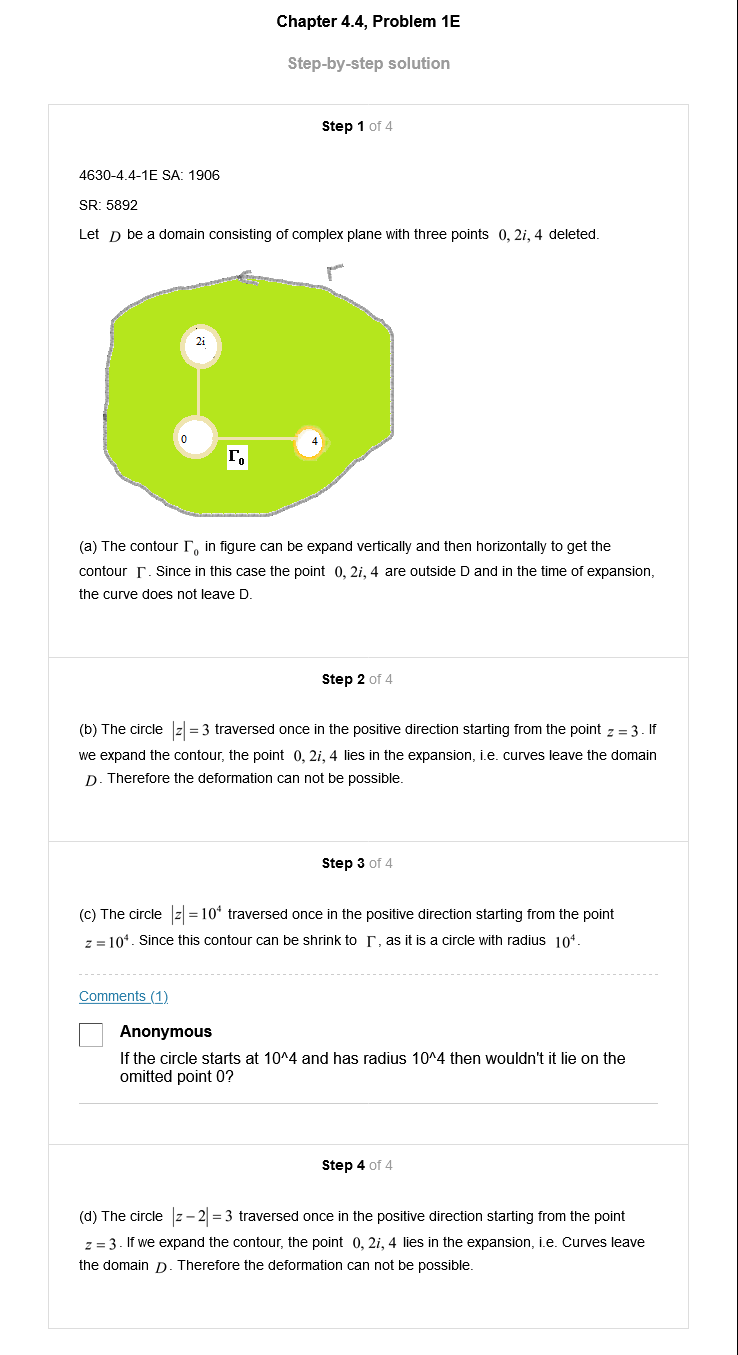 Chapter 4.4, Problem 1E
Step-by-step solution
Step 1 of 4
4630-4.4-1E SA: 1906
SR: 5892
Let D be a domain consisting of complex plane with three points 0, 2i, 4 deleted.
Γ
2i
0
4
Γ₀
(a) The contour Γ₀ in figure can be expand vertically and then horizontally to get the
contour Γ. Since in this case the point 0, 2i, 4 are outside D and in the time of expansion,
the curve does not leave D.
Step 2 of 4
(b) The circle |z| = 3 traversed once in the positive direction starting from the point z = 3. If
we expand the contour, the point 0, 2i, 4 lies in the expansion, i.e. curves leave the domain
D. Therefore the deformation can not be possible.
Step 3 of 4
(c) The circle |z| = 10⁴ traversed once in the positive direction starting from the point
z = 10⁴. Since this contour can be shrink to Γ, as it is a circle with radius 10⁴.
Comments (1)
Anonymous
If the circle starts at 10^4 and has radius 10^4 then wouldn't it lie on the
omitted point 0?
Step 4 of 4
(d) The circle |z − 2| = 3 traversed once in the positive direction starting from the point
z = 3. If we expand the contour, the point 0, 2i, 4 lies in the expansion, i.e. Curves leave
the domain D. Therefore the deformation can not be possible.